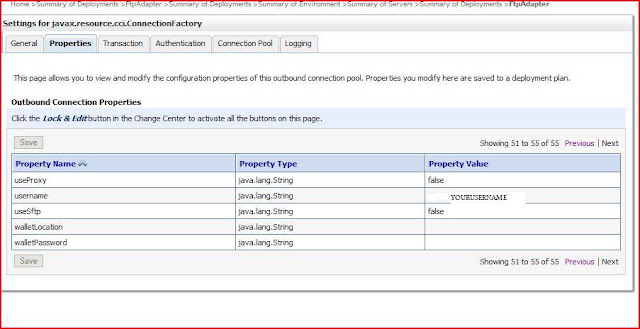 Home >Summary of Deployments >FtpAdapter >Summary of Deployments >Summary of Environment >Summary of Servers >Summary of Deployments >FtpAdapter
Settings for javax.resource.cci.ConnectionFactory
General Properties Transaction Authentication Connection Pool Logging
This page allows you to view and modify the configuration properties of this outbound connection pool. Properties you modify here are saved to a deployment plan.
Outbound Connection Properties
Click the Lock & Edit button in the Change Center to activate all the buttons on this page.
Save Showing 51 to 55 of 55 Previous | Next
Property Name Property Type Property Value
useProxy java.lang.String false
username java.lang.String YOURUSERNAME
useSftp java.lang.String false
walletLocation java.lang.String
walletPassword java.lang.String
Save Showing 51 to 55 of 55 Previous | Next